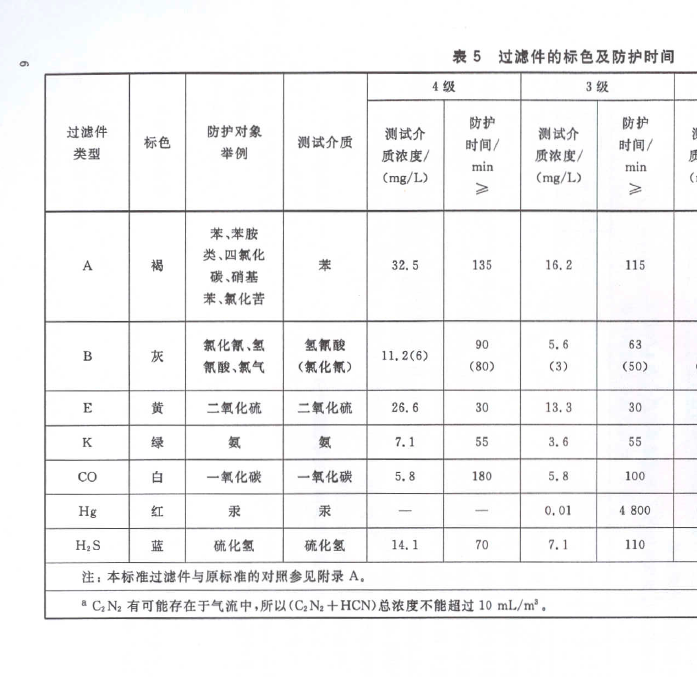 6
表 5 过滤件的标色及防护时间
过滤件类型 标色 防护对象举例 测试介质 4 级 3 级
测试介质浓度/(mg/L) 防护时间/min ≥ 测试介质浓度/(mg/L) 防护时间/min ≥
A 褐 苯、苯胺类、四氯化碳、硝基苯、氯化苦 苯 32.5 135 16.2 115
B 灰 氯化氰、氢氰酸、氯气 氢氰酸(氯化氰) 11.2(6) 90(80) 5.6(3) 63(50)
E 黄 二氧化硫 二氧化硫 26.6 30 13.3 30
K 绿 氨 氨 7.1 55 3.6 55
CO 白 一氧化碳 一氧化碳 5.8 180 5.8 100
Hg 红 汞 汞 — — 0.01 4 800
H₂S 蓝 硫化氢 硫化氢 14.1 70 7.1 110
注：本标准过滤件与原标准的对照参见附录 A。
ᵃ C₂N₂ 有可能存在于气流中，所以(C₂N₂＋HCN)总浓度不能超过 10 mL/m³。